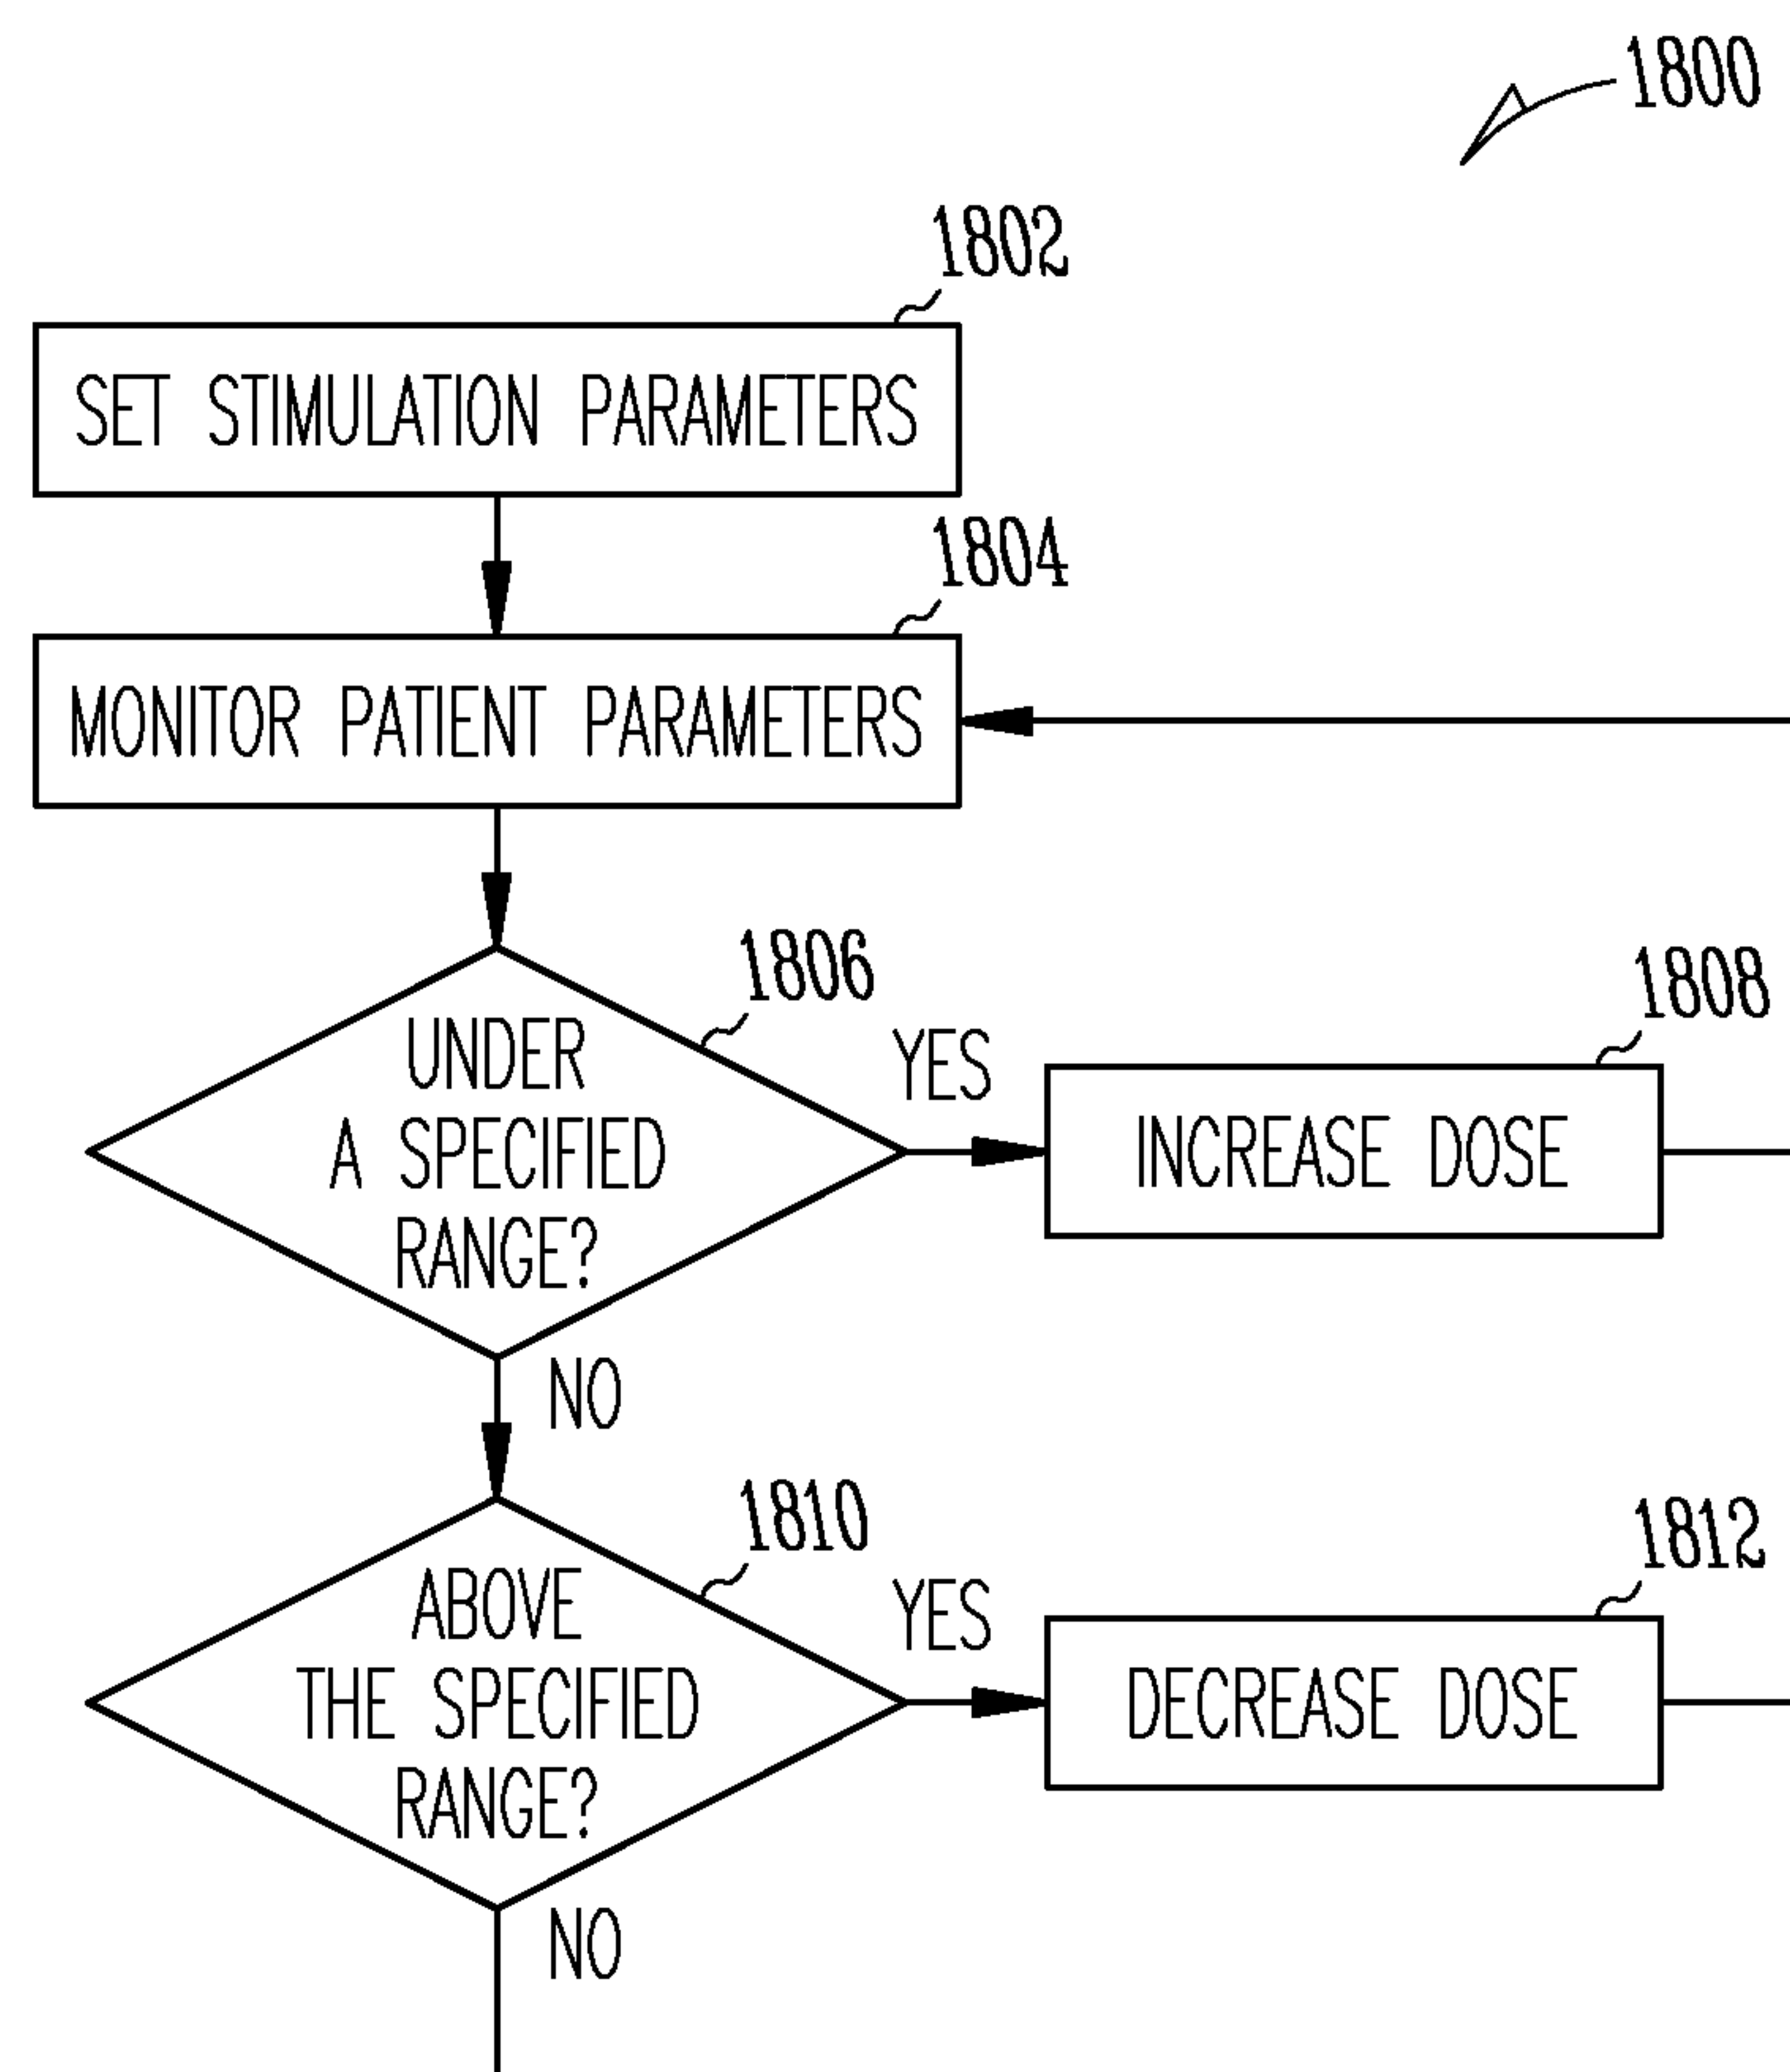 1800
1802
SET STIMULATION PARAMETERS
1804
MONITOR PATIENT PARAMETERS
1806
UNDER
A SPECIFIED
RANGE?
YES
1808
INCREASE DOSE
NO
1810
ABOVE
THE SPECIFIED
RANGE?
YES
1812
DECREASE DOSE
NO